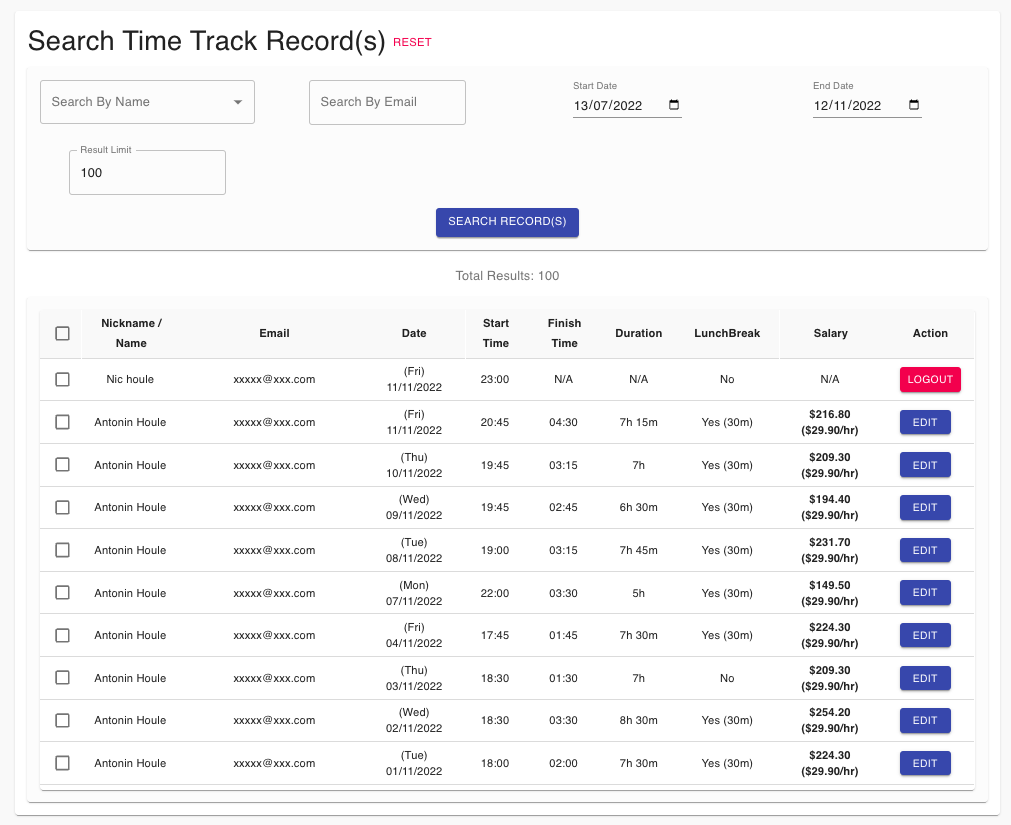 Search Time Track Record(s) RESET
Search By Name
Search By Email
Start Date
13/07/2022
End Date
12/11/2022
Result Limit
100
SEARCH RECORD(S)
Total Results: 100
Nickname / Name Email Date Start Time Finish Time Duration LunchBreak Salary Action
Nic houle xxxxx@xxx.com (Fri) 11/11/2022 23:00 N/A N/A No N/A LOGOUT
Antonin Houle xxxxx@xxx.com (Fri) 11/11/2022 20:45 04:30 7h 15m Yes (30m) $216.80 ($29.90/hr) EDIT
Antonin Houle xxxxx@xxx.com (Thu) 10/11/2022 19:45 03:15 7h Yes (30m) $209.30 ($29.90/hr) EDIT
Antonin Houle xxxxx@xxx.com (Wed) 09/11/2022 19:45 02:45 6h 30m Yes (30m) $194.40 ($29.90/hr) EDIT
Antonin Houle xxxxx@xxx.com (Tue) 08/11/2022 19:00 03:15 7h 45m Yes (30m) $231.70 ($29.90/hr) EDIT
Antonin Houle xxxxx@xxx.com (Mon) 07/11/2022 22:00 03:30 5h Yes (30m) $149.50 ($29.90/hr) EDIT
Antonin Houle xxxxx@xxx.com (Fri) 04/11/2022 17:45 01:45 7h 30m Yes (30m) $224.30 ($29.90/hr) EDIT
Antonin Houle xxxxx@xxx.com (Thu) 03/11/2022 18:30 01:30 7h No $209.30 ($29.90/hr) EDIT
Antonin Houle xxxxx@xxx.com (Wed) 02/11/2022 18:30 03:30 8h 30m Yes (30m) $254.20 ($29.90/hr) EDIT
Antonin Houle xxxxx@xxx.com (Tue) 01/11/2022 18:00 02:00 7h 30m Yes (30m) $224.30 ($29.90/hr) EDIT